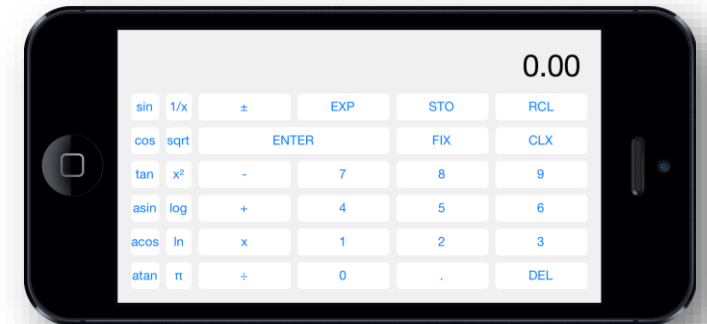 0.00
sin 1/x ± EXP STO RCL
cos sqrt ENTER FIX CLX
tan x² - 7 8 9
asin log + 4 5 6
acos ln x 1 2 3
atan π ÷ 0 . DEL